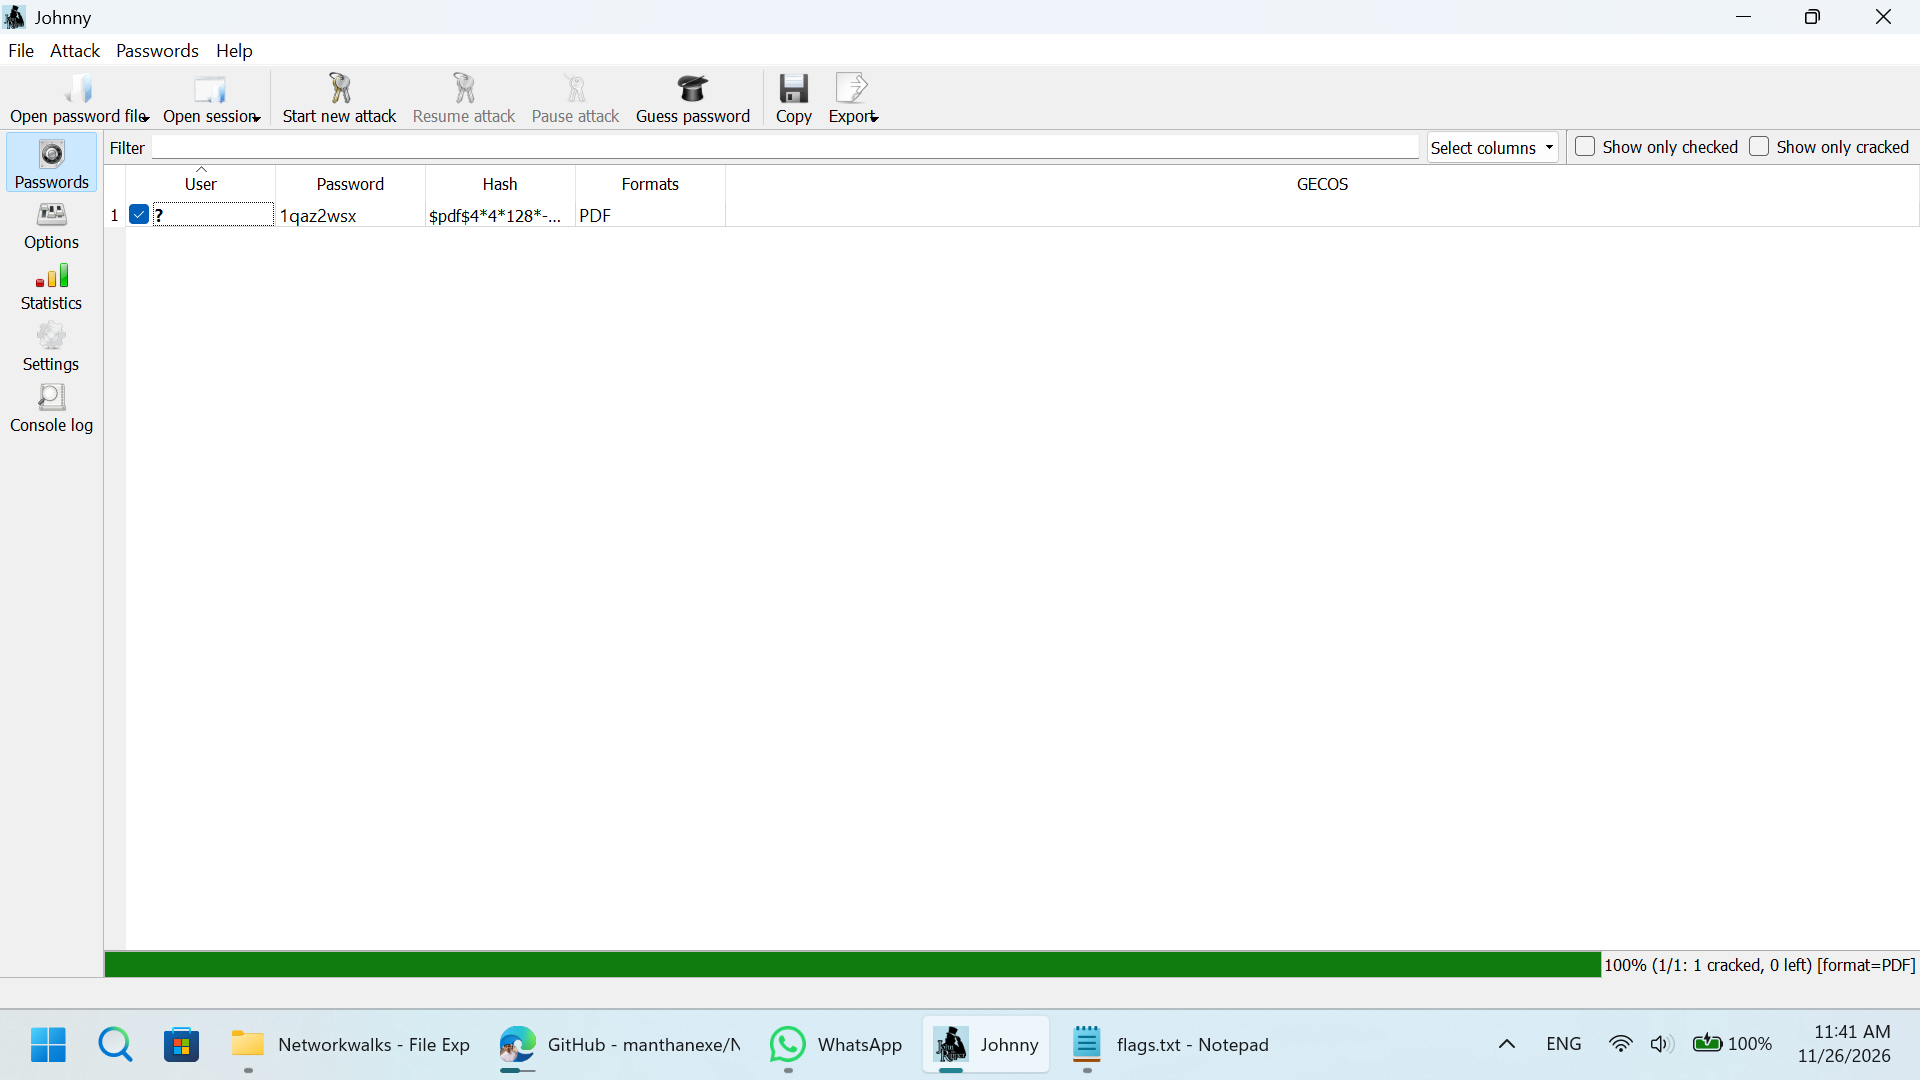 Johnny
File Attack Passwords Help
Open password file Open session Start new attack Resume attack Pause attack Guess password Copy Export
Passwords
Options
Statistics
Settings
Console log
Filter Select columns Show only checked Show only cracked
User Password Hash Formats GECOS
1 ? 1qaz2wsx $pdf$4*4*128*-... PDF
100% (1/1: 1 cracked, 0 left) [format=PDF]
Networkwalks - File Exp GitHub - manthanexe/N WhatsApp Johnny flags.txt - Notepad ENG 100% 11:41 AM
11/26/2026